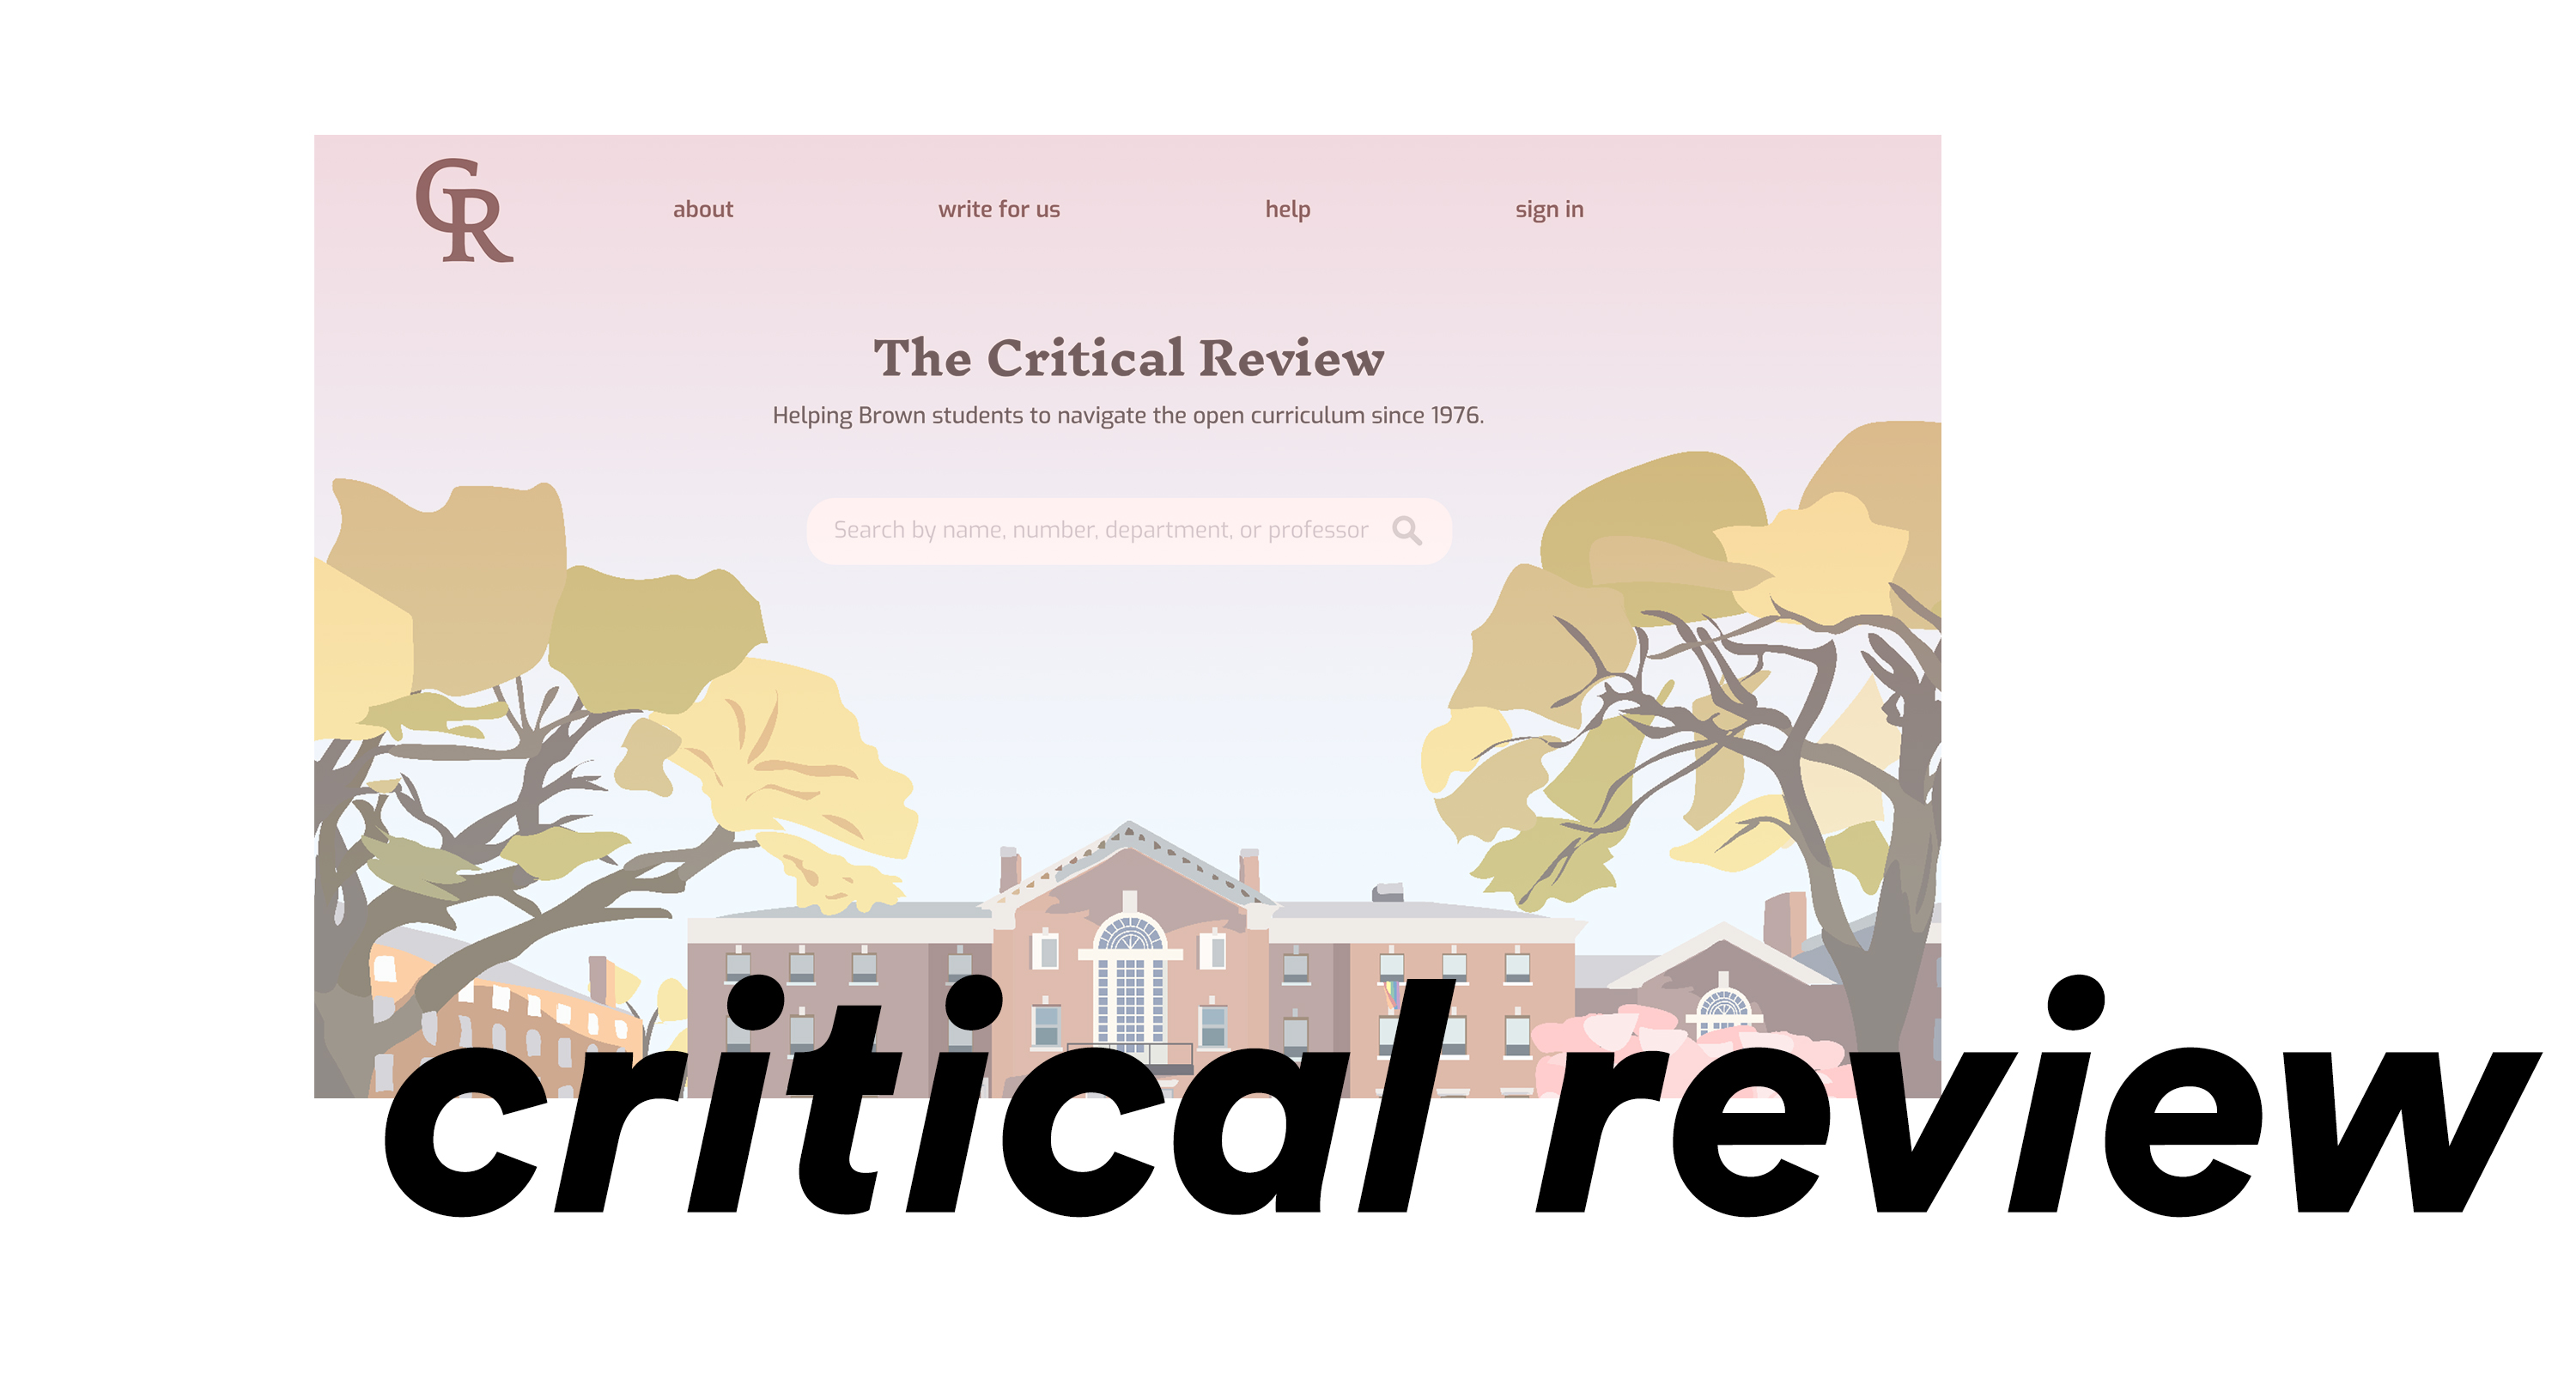 CR
about write for us help sign in
The Critical Review
Helping Brown students to navigate the open curriculum since 1976.
Search by name, number, department, or professor
critical review